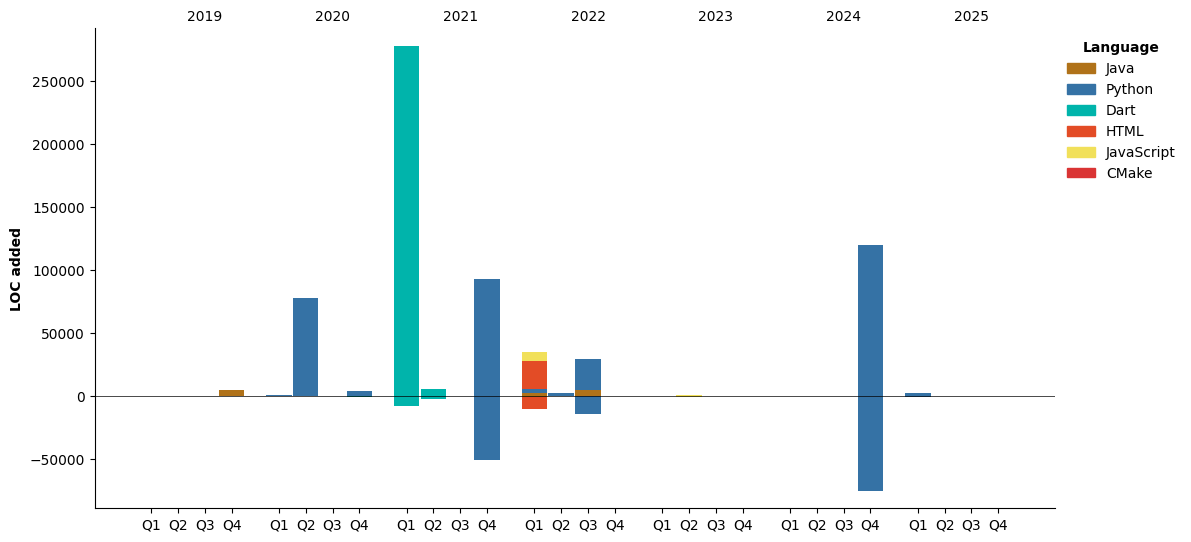 2019 2020 2021 2022 2023 2024 2025
Language
Java
Python
Dart
HTML
JavaScript
CMake
LOC added
250000
200000
150000
100000
50000
0
−50000
Q1 Q2 Q3 Q4 Q1 Q2 Q3 Q4 Q1 Q2 Q3 Q4 Q1 Q2 Q3 Q4 Q1 Q2 Q3 Q4 Q1 Q2 Q3 Q4 Q1 Q2 Q3 Q4